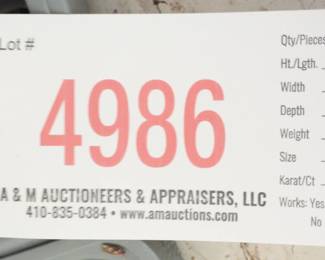 Lot #
4986
A & M AUCTIONEERS & APPRAISERS, LLC
410-835-0384 • www.amauctions.com
Qty/Pieces
Ht./Lgth.
Width
Depth
Weight
Size
Karat/Ct
Works: Yes
No